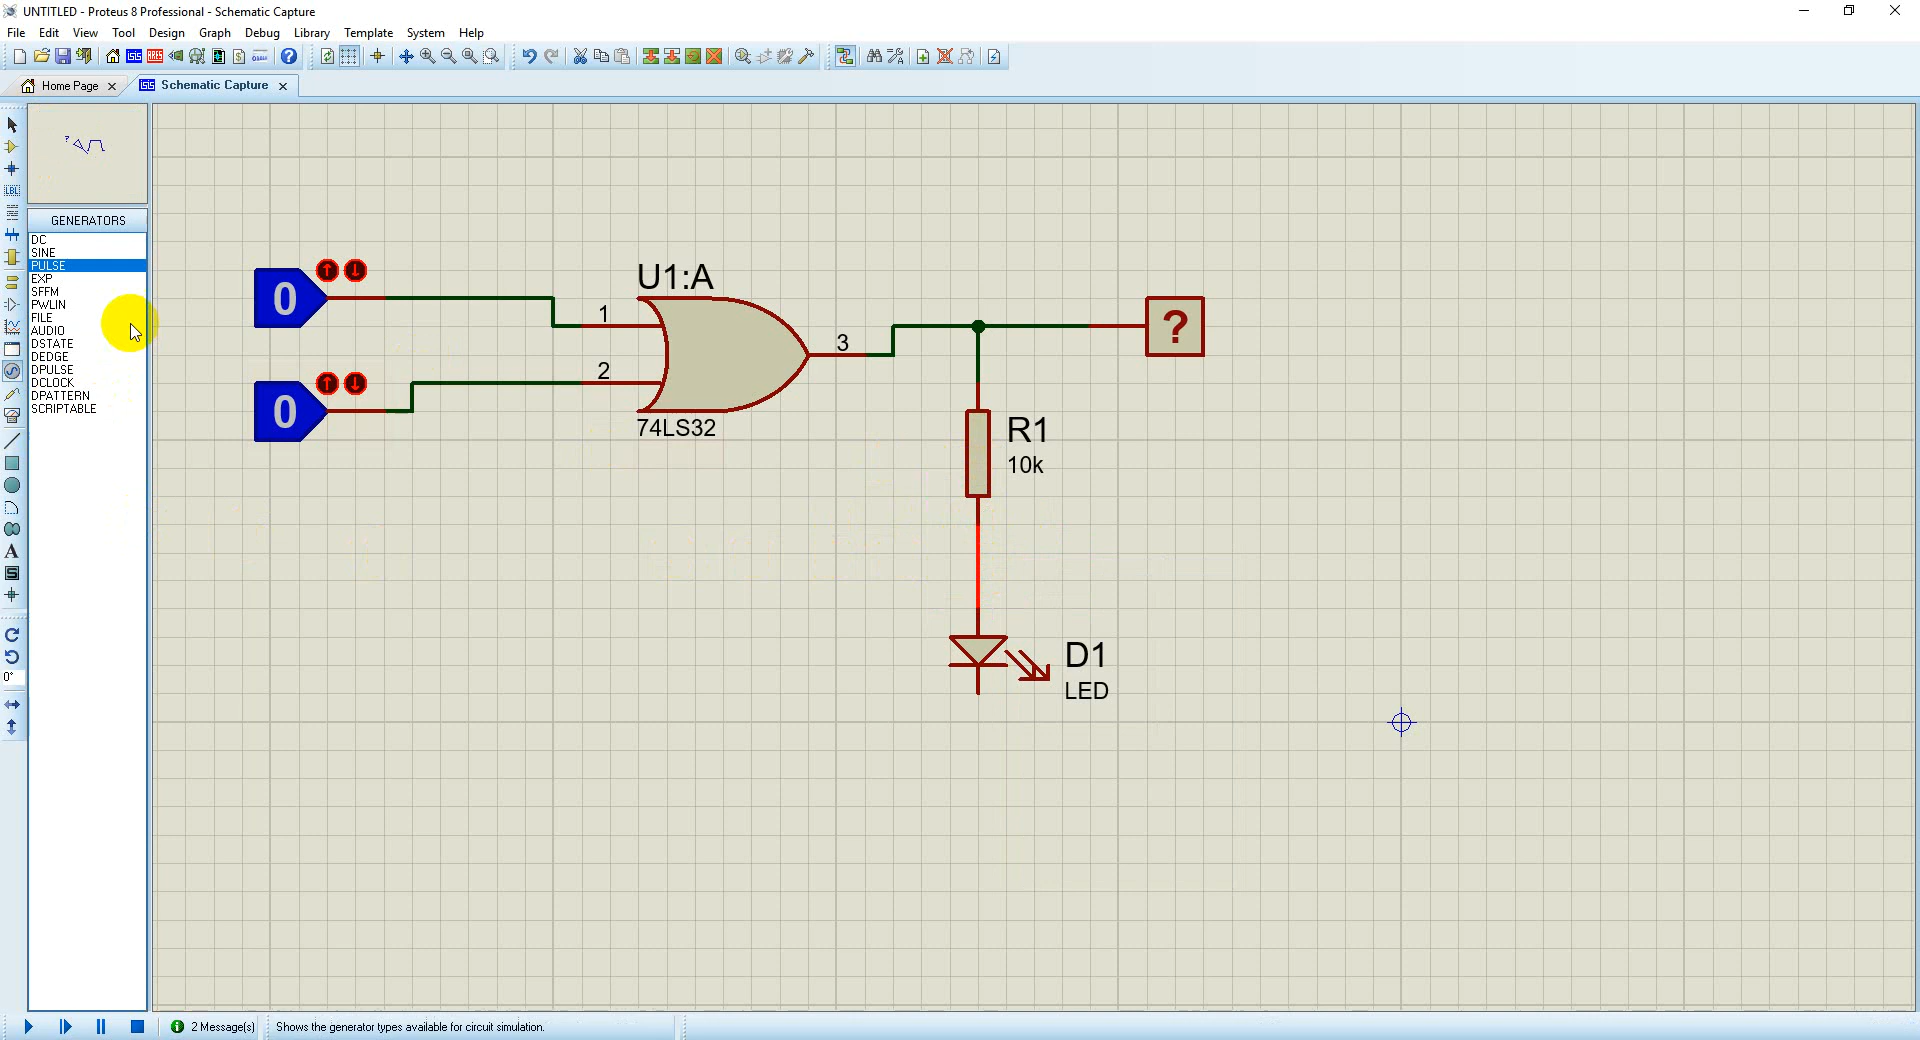 UNTITLED - Proteus 8 Professional - Schematic Capture
File Edit View Tool Design Graph Debug Library Template System Help
Home Page Schematic Capture
GENERATORS
DC
SINE
PULSE
EXP
SFFM
PWLIN
FILE
AUDIO
DSTATE
DEDGE
DPULSE
DCLOCK
DPATTERN
SCRIPTABLE
LBL
A
S
0°
?
0
0
U1:A
1
2
3
74LS32
?
R1
10k
D1
LED
2 Message(s) Shows the generator types available for circuit simulation.